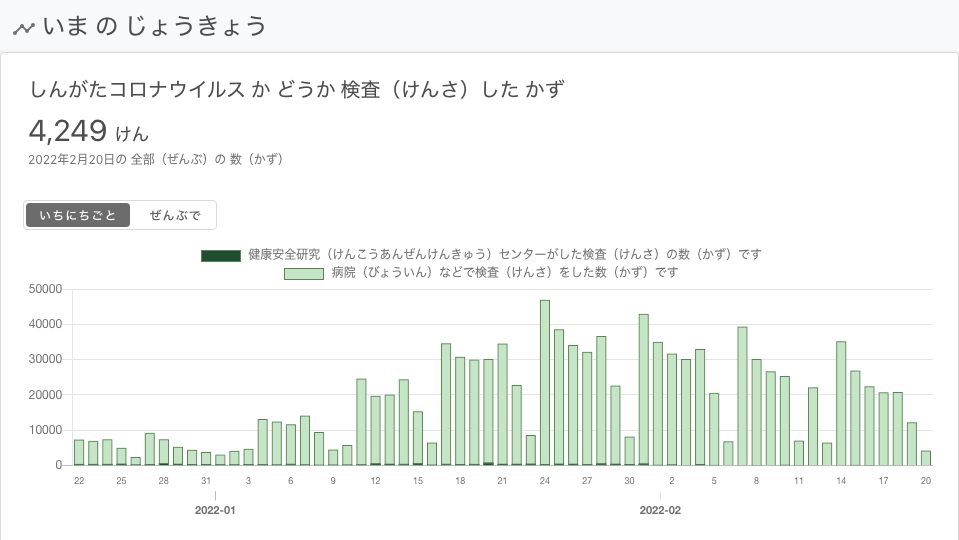 いま の じょうきょう
しんがたコロナウイルス か どうか 検査（けんさ）した かず
4,249 けん
2022年2月20日の 全部（ぜんぶ）の 数（かず）
いちにちごと ぜんぶで
健康安全研究（けんこうあんぜんけんきゅう）センターがした検査（けんさ）の数（かず）です
病院（びょういん）などで検査（けんさ）をした数（かず）です
50000
40000
30000
20000
10000
0
22 25 28 31 3 6 9 12 15 18 21 24 27 30 2 5 8 11 14 17 20
2022-01 2022-02